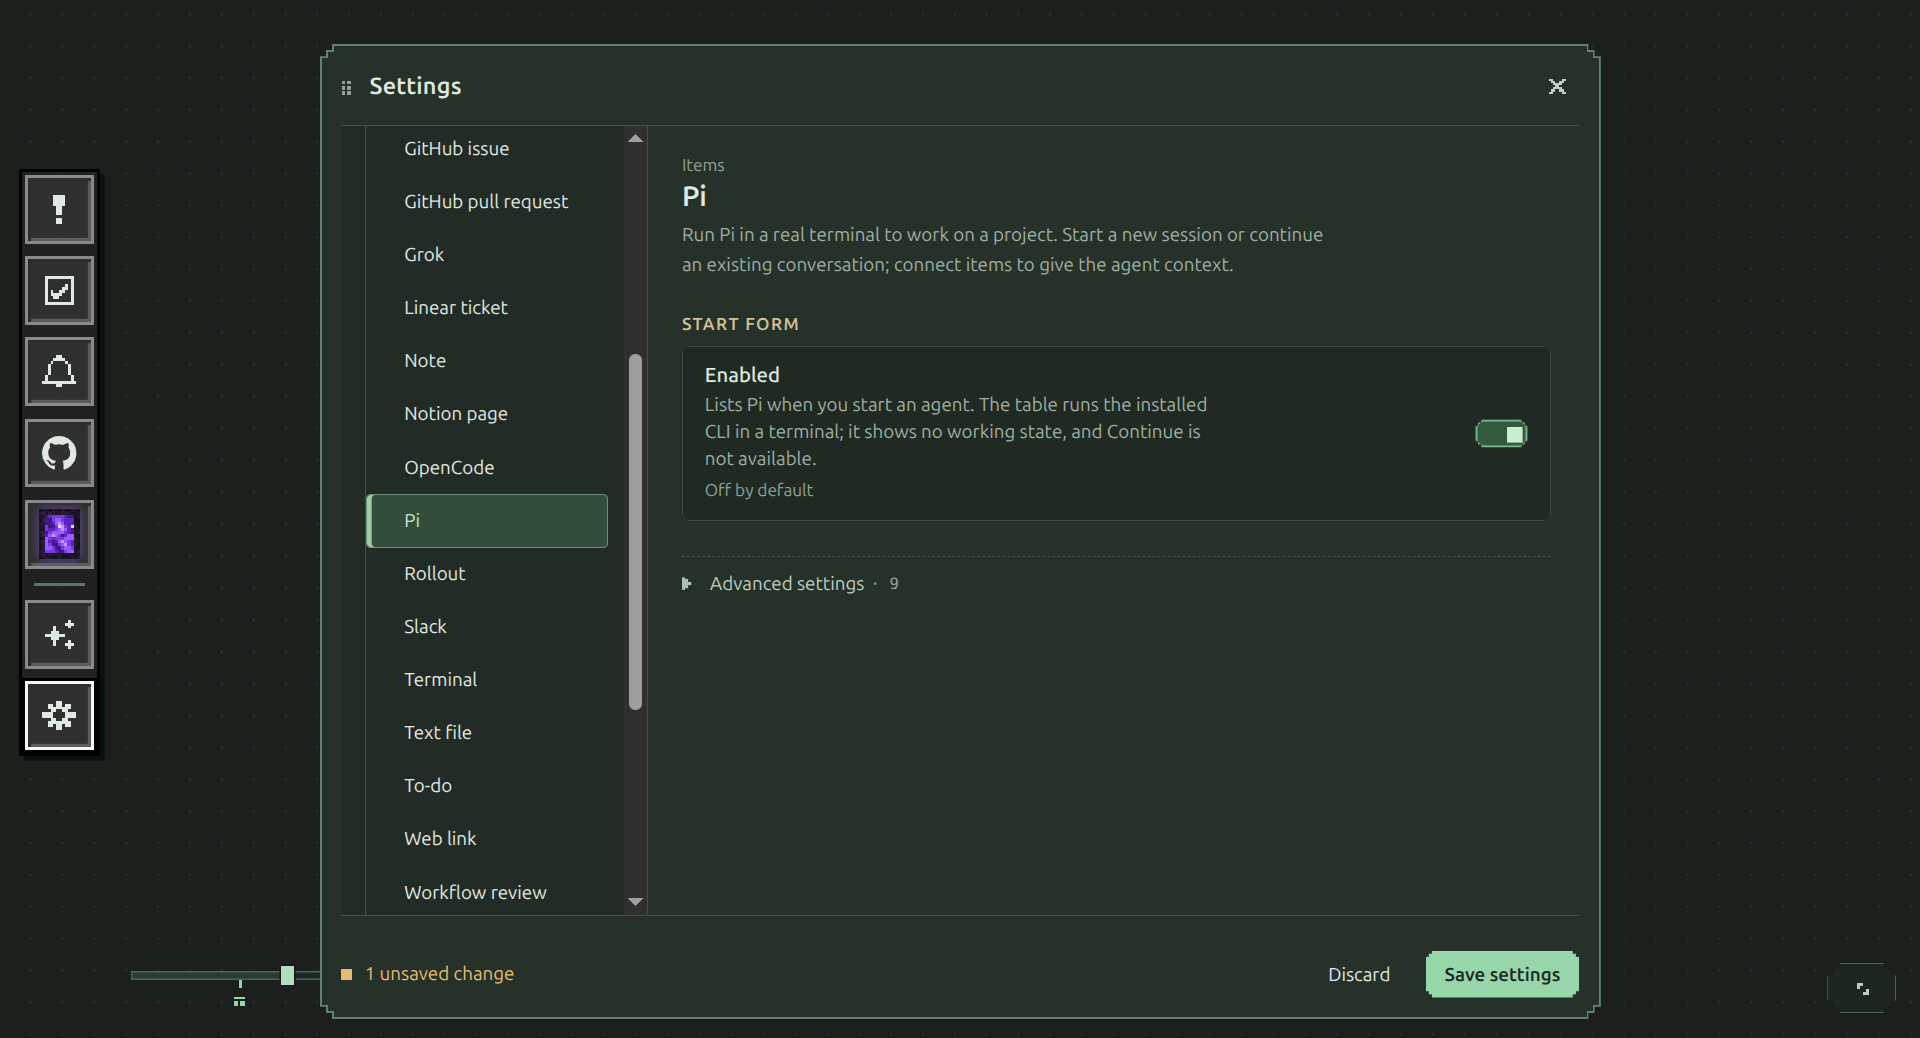 Settings
GitHub issue
GitHub pull request
Grok
Linear ticket
Note
Notion page
OpenCode
Pi
Rollout
Slack
Terminal
Text file
To-do
Web link
Workflow review
Items
Pi
Run Pi in a real terminal to work on a project. Start a new session or continue
an existing conversation; connect items to give the agent context.
START FORM
Enabled
Lists Pi when you start an agent. The table runs the installed
CLI in a terminal; it shows no working state, and Continue is
not available.
Off by default
Advanced settings · 9
1 unsaved change
Discard
Save settings